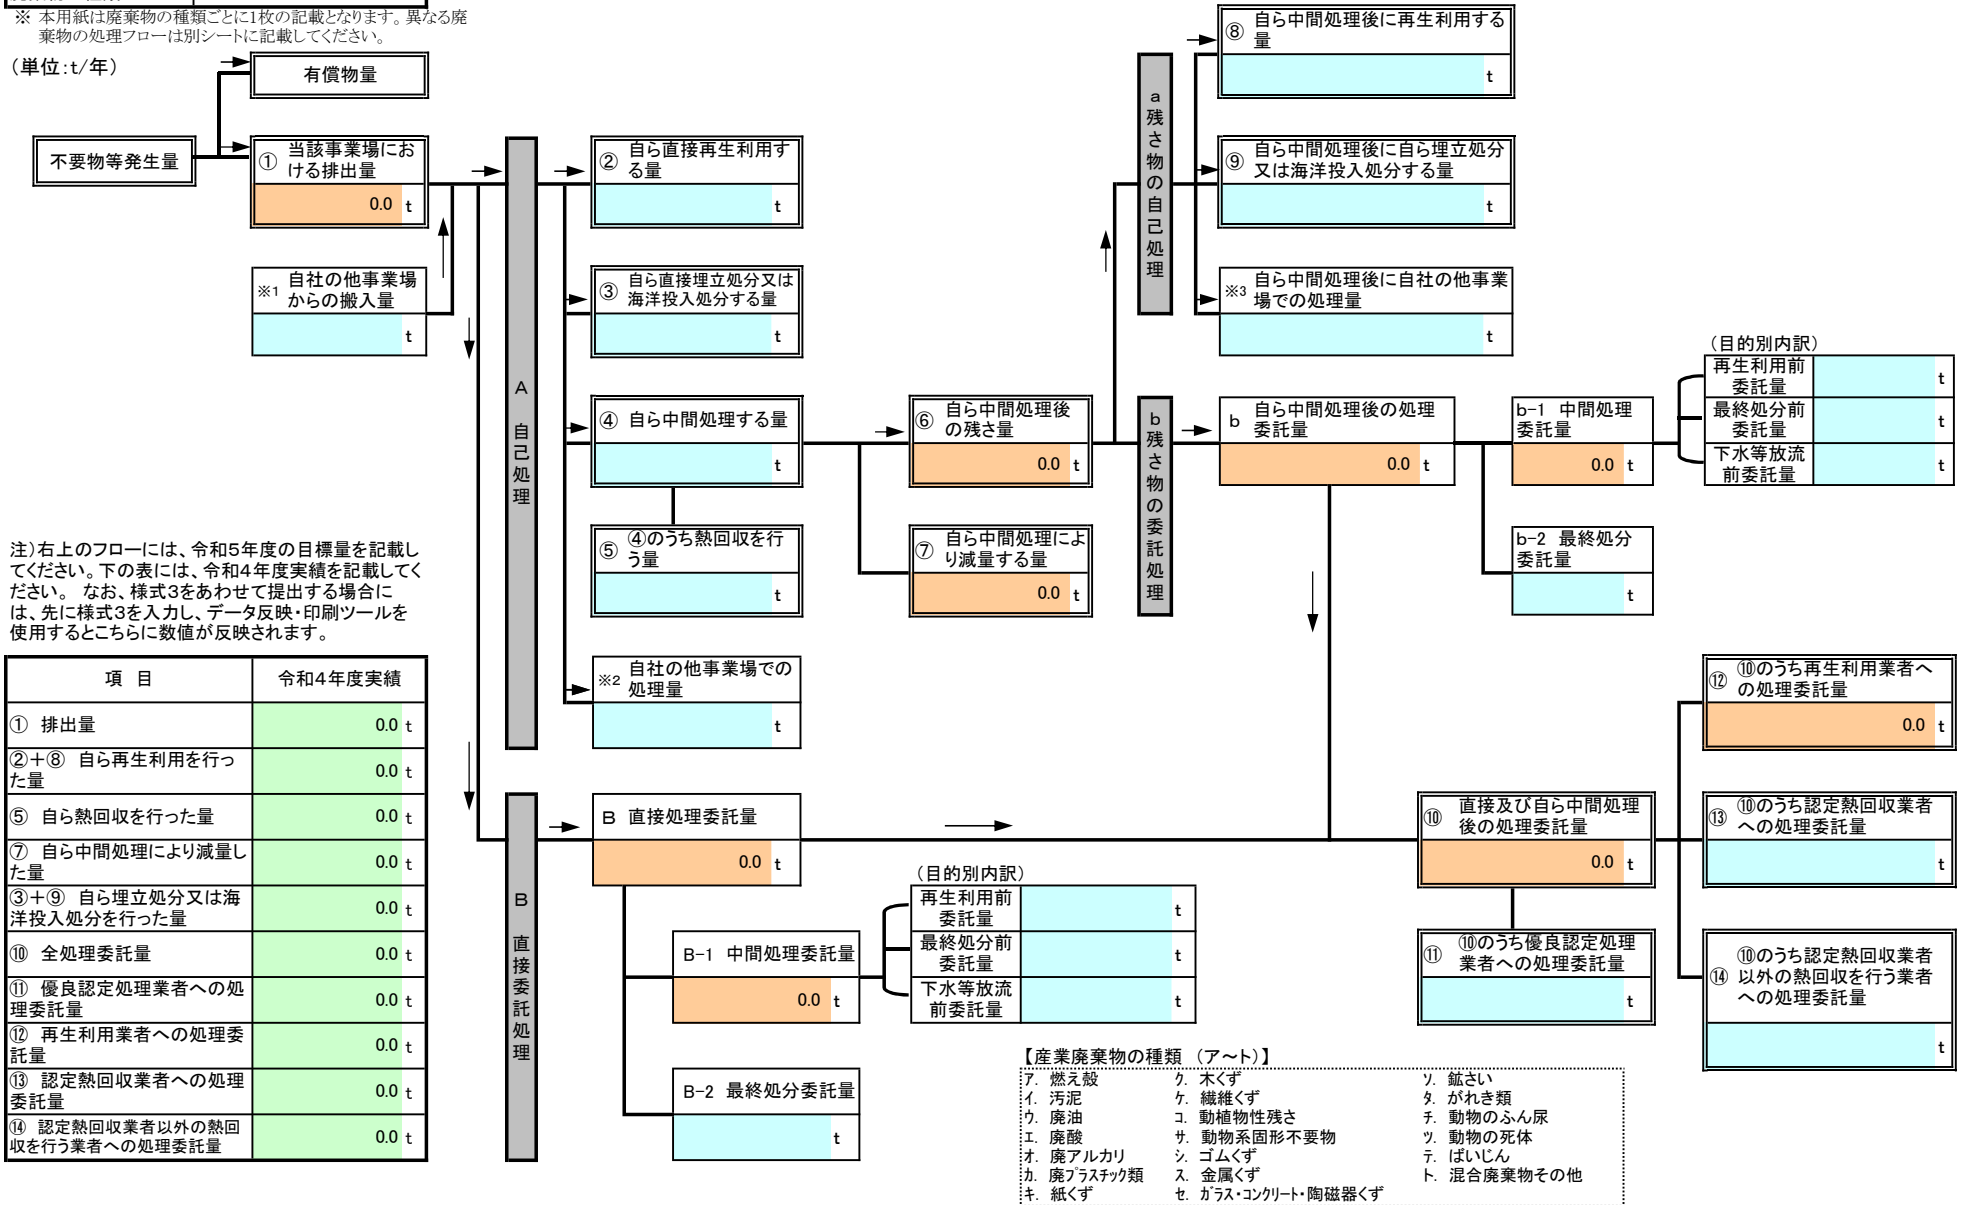 ※ 本用紙は廃棄物の種類ごとに1枚の記載となります。異なる廃
棄物の処理フローは別シートに記載してください。
(単位:t/年)
有償物量
不要物等発生量
① 当該事業場にお
ける排出量
0.0 t
※1 自社の他事業場
からの搬入量
t
A 自己処理
② 自ら直接再生利用す
る量
t
③ 自ら直接埋立処分又は
海洋投入処分する量
t
④ 自ら中間処理する量
t
⑤ ④のうち熱回収を行
う量
t
※2 自社の他事業場での
処理量
t
⑥ 自ら中間処理後
の残さ量
0.0 t
⑦ 自ら中間処理によ
り減量する量
0.0 t
a 残さ物の自己処理
⑧ 自ら中間処理後に再生利用する
量
t
⑨ 自ら中間処理後に自ら埋立処分
又は海洋投入処分する量
t
※3 自ら中間処理後に自社の他事業
場での処理量
t
b 残さ物の委託処理
b 自ら中間処理後の処理
委託量
0.0 t
b-1 中間処理
委託量
0.0 t
b-2 最終処分
委託量
t
(目的別内訳)
再生利用前
委託量
t
最終処分前
委託量
t
下水等放流
前委託量
t
注)右上のフローには、令和5年度の目標量を記載し
てください。下の表には、令和4年度実績を記載してく
ださい。 なお、様式3をあわせて提出する場合に
は、先に様式3を入力し、データ反映・印刷ツールを
使用するとこちらに数値が反映されます。
項 目 令和4年度実績
① 排出量 0.0 t
②+⑧ 自ら再生利用を行っ
た量 0.0 t
⑤ 自ら熱回収を行った量 0.0 t
⑦ 自ら中間処理により減量し
た量 0.0 t
③+⑨ 自ら埋立処分又は海
洋投入処分を行った量 0.0 t
⑩ 全処理委託量 0.0 t
⑪ 優良認定処理業者への処
理委託量 0.0 t
⑫ 再生利用業者への処理委
託量 0.0 t
⑬ 認定熱回収業者への処理
委託量 0.0 t
⑭ 認定熱回収業者以外の熱回
収を行う業者への処理委託量 0.0 t
B 直接委託処理
B 直接処理委託量
0.0 t
B-1 中間処理委託量
0.0 t
B-2 最終処分委託量
t
(目的別内訳)
再生利用前
委託量
t
最終処分前
委託量
t
下水等放流
前委託量
t
⑩ 直接及び自ら中間処理
後の処理委託量
0.0 t
⑪ ⑩のうち優良認定処理
業者への処理委託量
t
⑫ ⑩のうち再生利用業者へ
の処理委託量
0.0 t
⑬ ⑩のうち認定熱回収業者
への処理委託量
t
⑭ ⑩のうち認定熱回収業者
以外の熱回収を行う業者
への処理委託量
t
【産業廃棄物の種類 (ア~ト)】
ア. 燃え殻 ク. 木くず ソ. 鉱さい
イ. 汚泥 ケ. 繊維くず タ. がれき類
ウ. 廃油 コ. 動植物性残さ チ. 動物のふん尿
エ. 廃酸 サ. 動物系固形不要物 ツ. 動物の死体
オ. 廃アルカリ シ. ゴムくず テ. ばいじん
カ. 廃プラスチック類 ス. 金属くず ト. 混合廃棄物その他
キ. 紙くず セ. ガラス・コンクリート・陶磁器くず